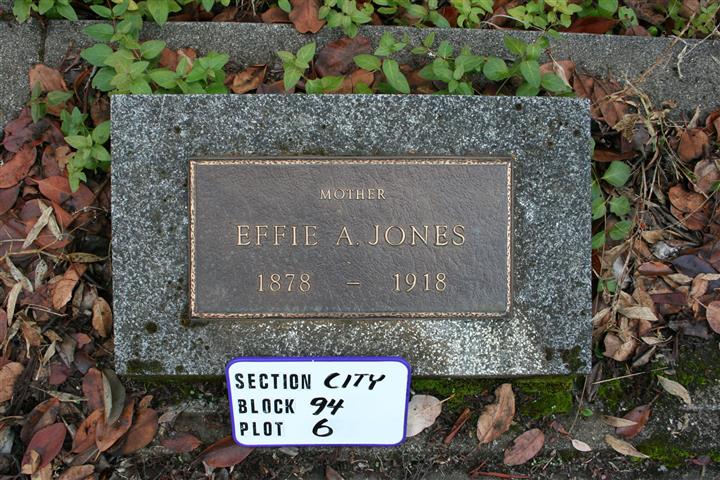 MOTHER
EFFIE A. JONES
1878 – 1918
SECTION CITY
BLOCK 94
PLOT 6